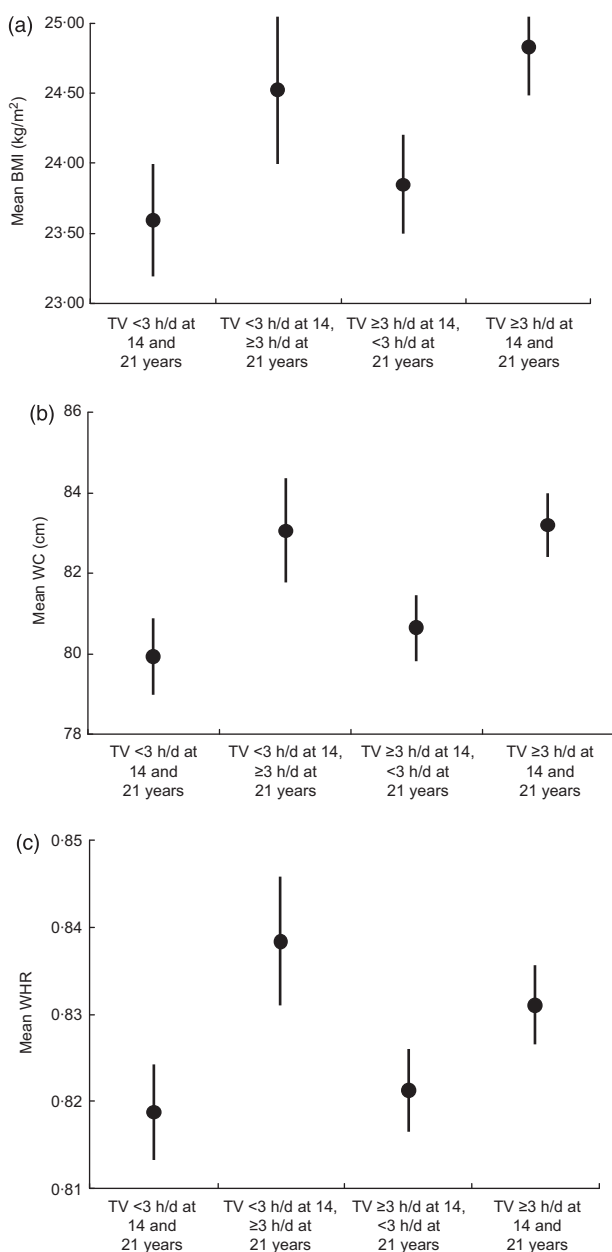 (a)
25·00
24·50
24·00
23·50
23·00
Mean BMI (kg/m²)
TV <3 h/d at
14 and
21 years
TV <3 h/d at 14,
≥3 h/d at
21 years
TV ≥3 h/d at 14,
<3 h/d at
21 years
TV ≥3 h/d at
14 and
21 years
(b)
86
84
82
80
78
Mean WC (cm)
TV <3 h/d at
14 and
21 years
TV <3 h/d at 14,
≥3 h/d at
21 years
TV ≥3 h/d at 14,
<3 h/d at
21 years
TV ≥3 h/d at
14 and
21 years
(c)
0·85
0·84
0·83
0·82
0·81
Mean WHR
TV <3 h/d at
14 and
21 years
TV <3 h/d at 14,
≥3 h/d at
21 years
TV ≥3 h/d at 14,
<3 h/d at
21 years
TV ≥3 h/d at
14 and
21 years